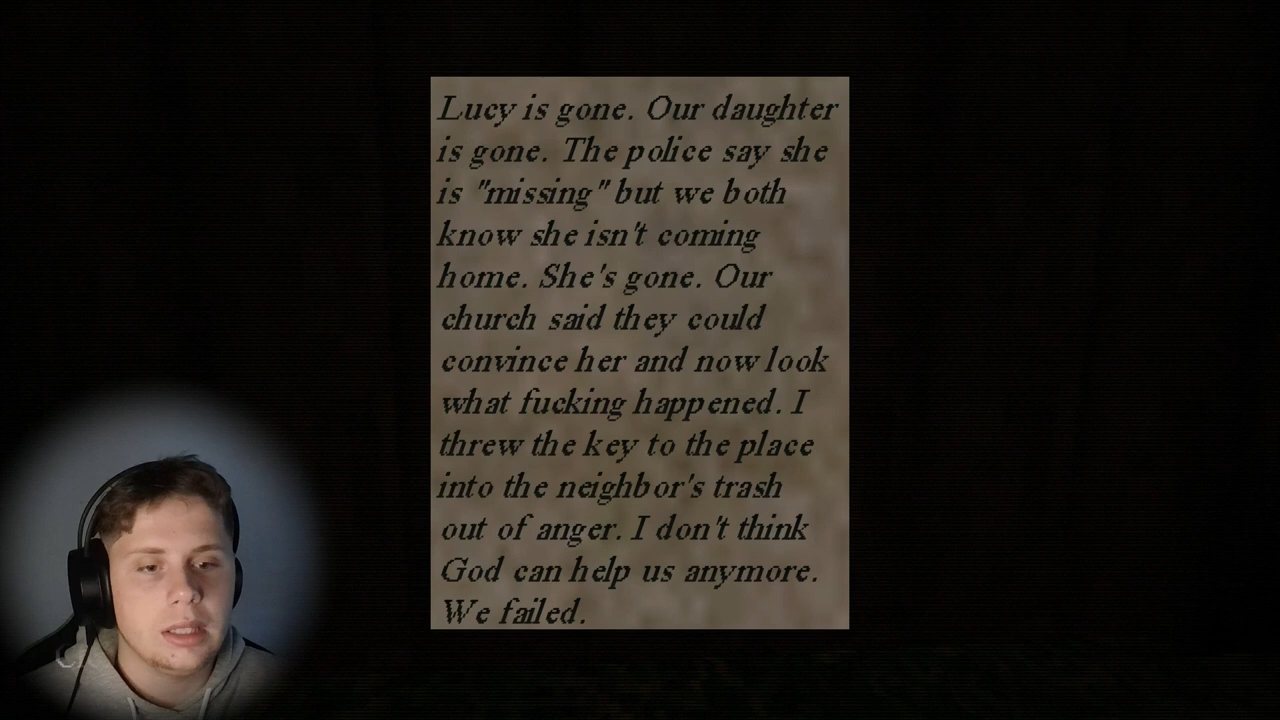 Lucy is gone. Our daughter
is gone. The police say she
is "missing" but we both
know she isn't coming
home. She's gone. Our
church said they could
convince her and now look
what fucking happened. I
threw the key to the place
into the neighbor's trash
out of anger. I don't think
God can help us anymore.
We failed.